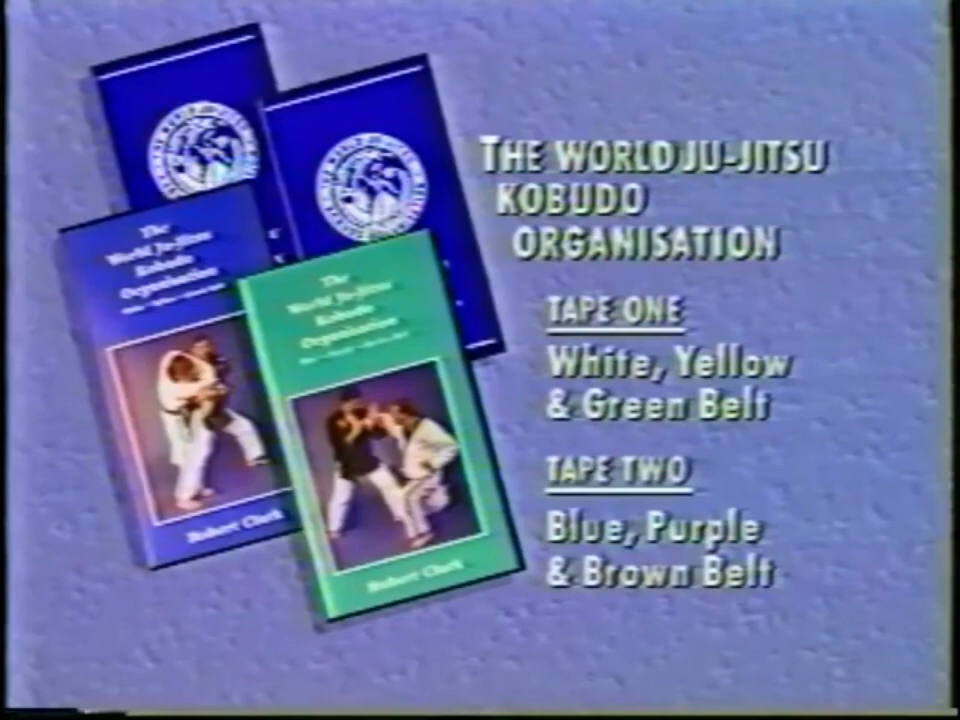 THE WORLD JU-JITSU
KOBUDO
ORGANISATION
TAPE ONE
White, Yellow
& Green Belt
TAPE TWO
Blue, Purple
& Brown Belt
The
World Ju-Jitsu
Kobudo
Organisation
Robert Clark
The
World Ju-Jitsu
Kobudo
Organisation
Robert Clark